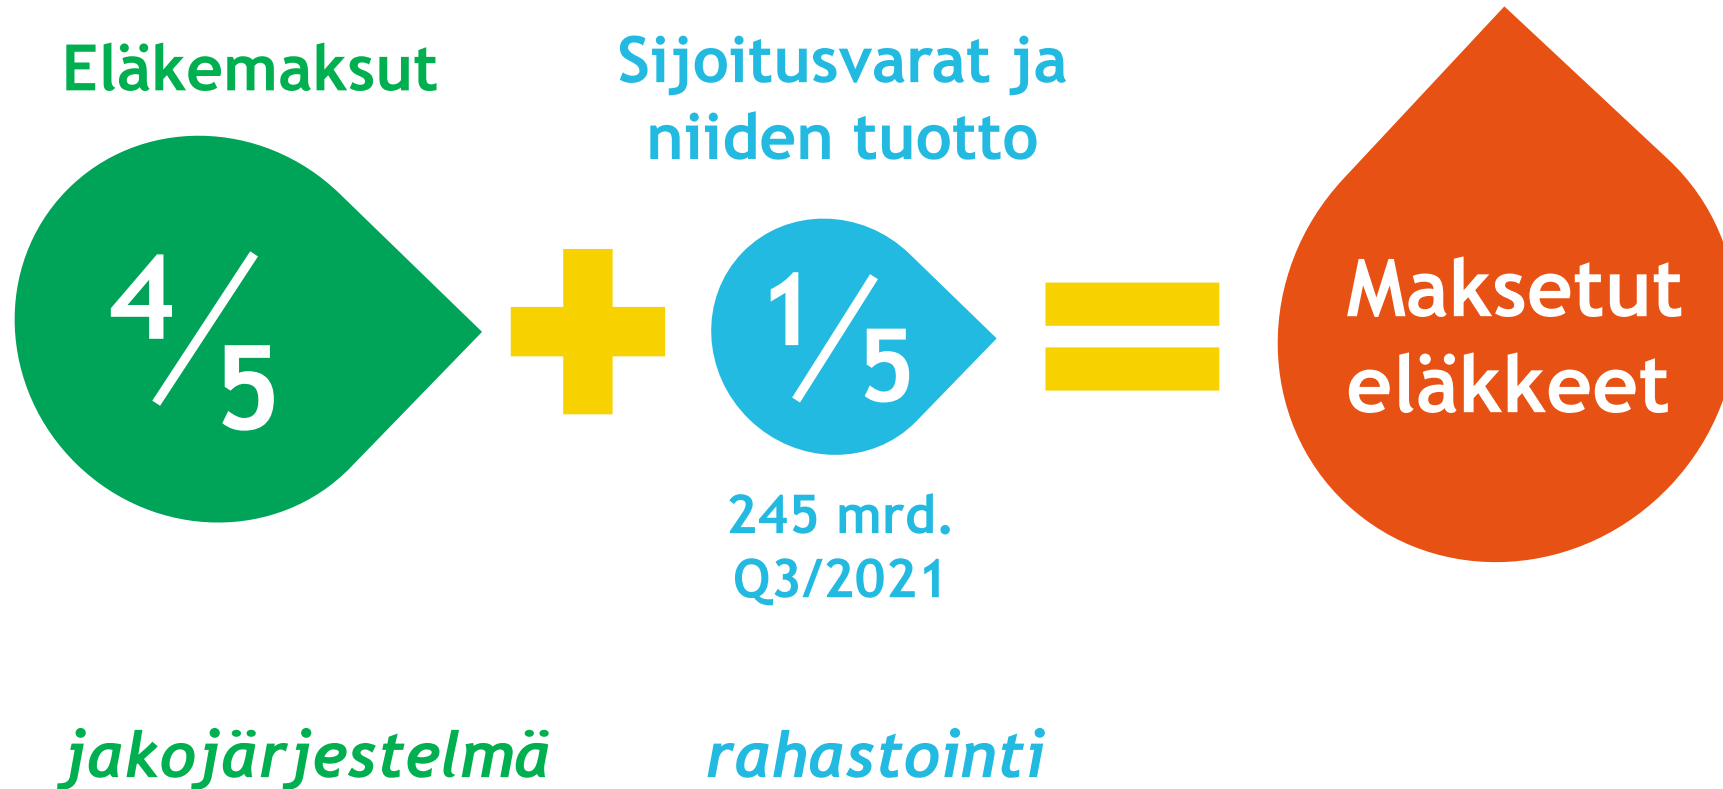 Eläkemaksut
4/5
Sijoitusvarat ja
niiden tuotto
1/5
245 mrd.
Q3/2021
Maksetut
eläkkeet
jakojärjestelmä
rahastointi